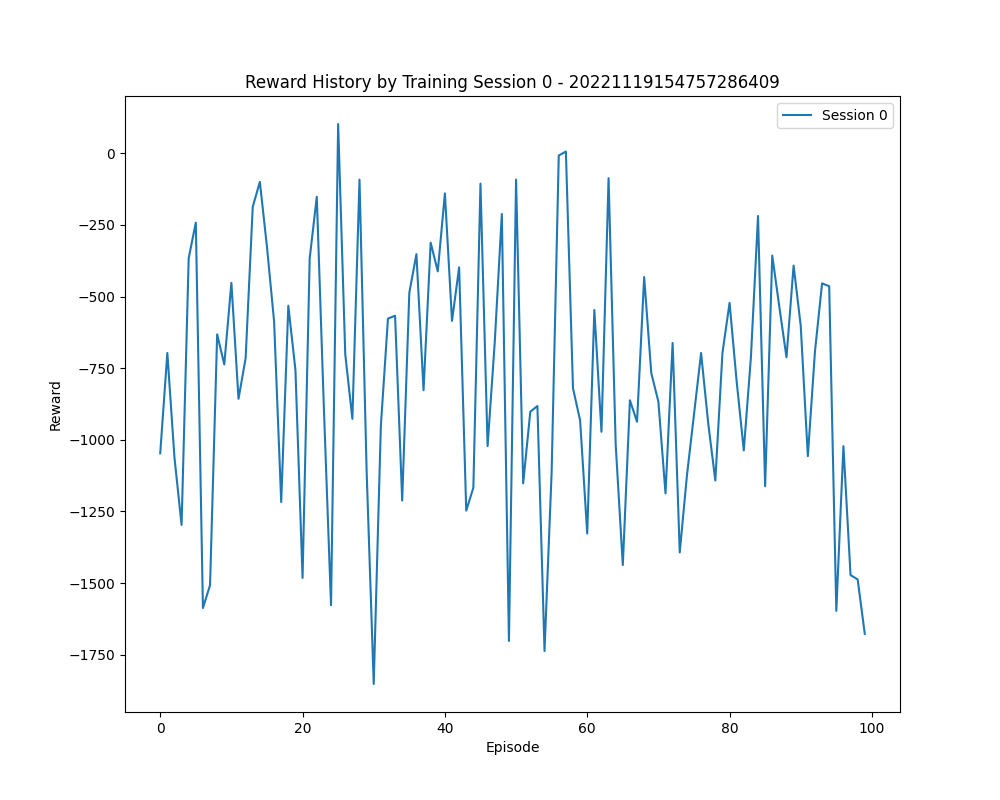 Reward History by Training Session 0 - 20221119154757286409
Session 0
0
−250
−500
−750
−1000
−1250
−1500
−1750
Reward
0 20 40 60 80 100
Episode